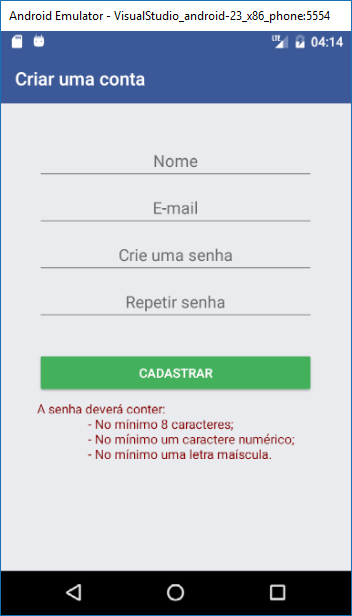 Android Emulator - VisualStudio_android-23_x86_phone:5554
LTE 04:14
Criar uma conta
Nome
E-mail
Crie uma senha
Repetir senha
CADASTRAR
A senha deverá conter:
- No mínimo 8 caracteres;
- No mínimo um caractere numérico;
- No mínimo uma letra maíscula.